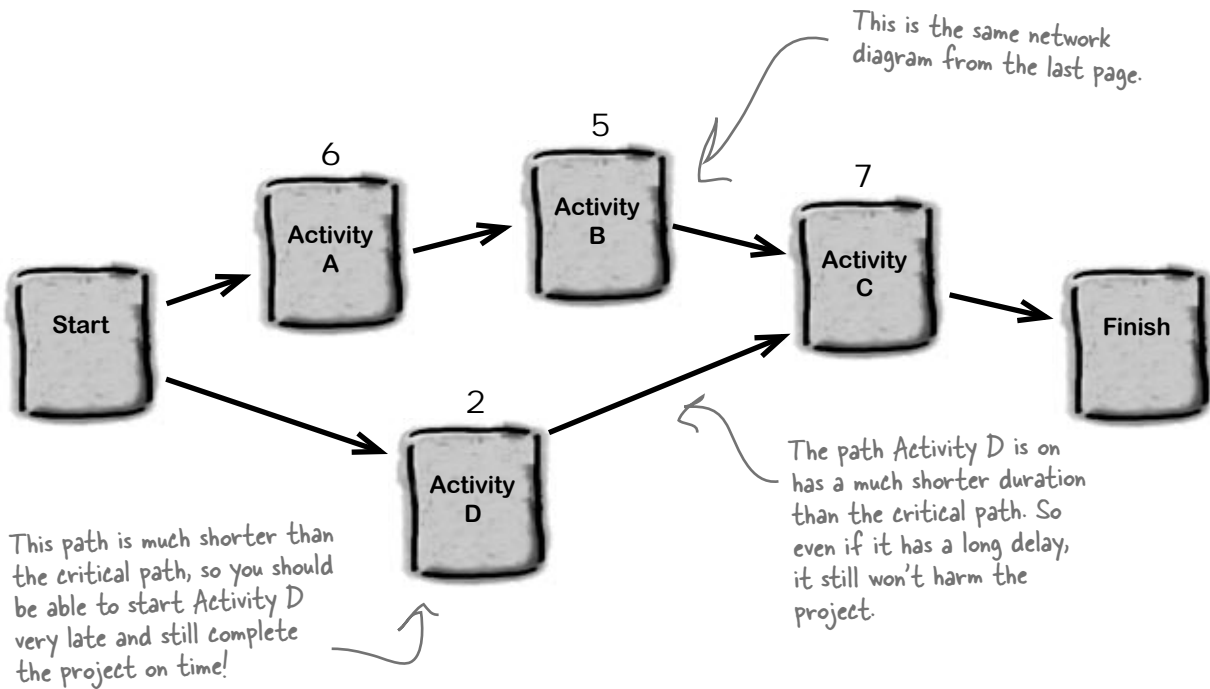 This is the same network
diagram from the last page.
5
6
7
Activity
B
Activity
A
Activity
C
Start
Finish
2
Activity
D
The path Activity D is on
has a much shorter duration
than the critical path. So
even if it has a long delay,
it still won't harm the
project.
This path is much shorter than
the critical path, so you should
be able to start Activity D
very late and still complete
the project on time!